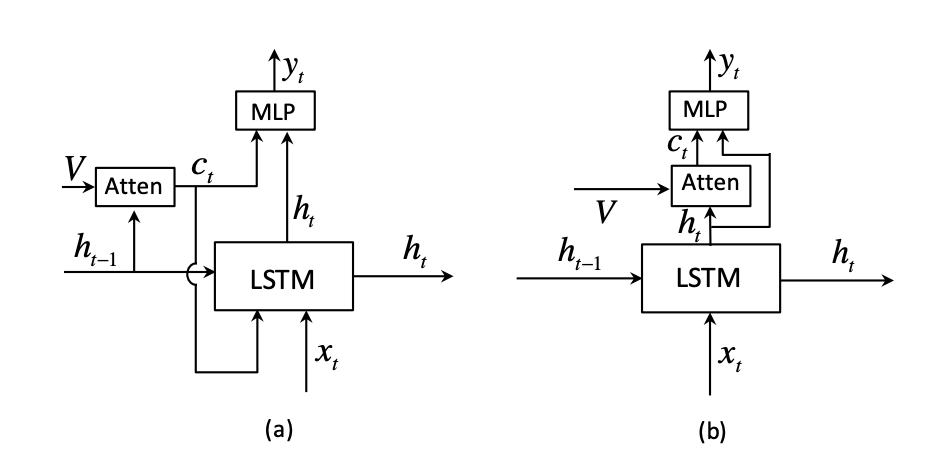 y_t
MLP
V
Atten
c_t
h_t
h_{t-1}
LSTM
h_t
x_t
(a)
y_t
MLP
c_t
Atten
V
h_t
h_{t-1}
LSTM
h_t
x_t
(b)